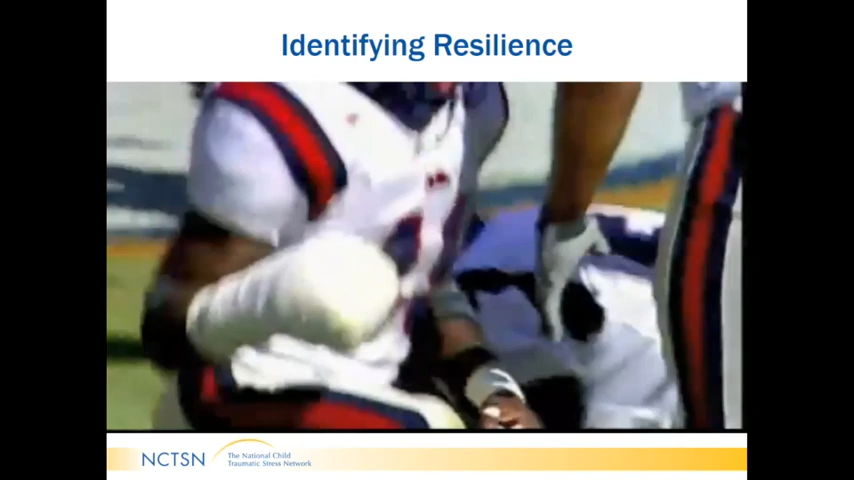 Identifying Resilience
NCTSN
The National Child
Traumatic Stress Network